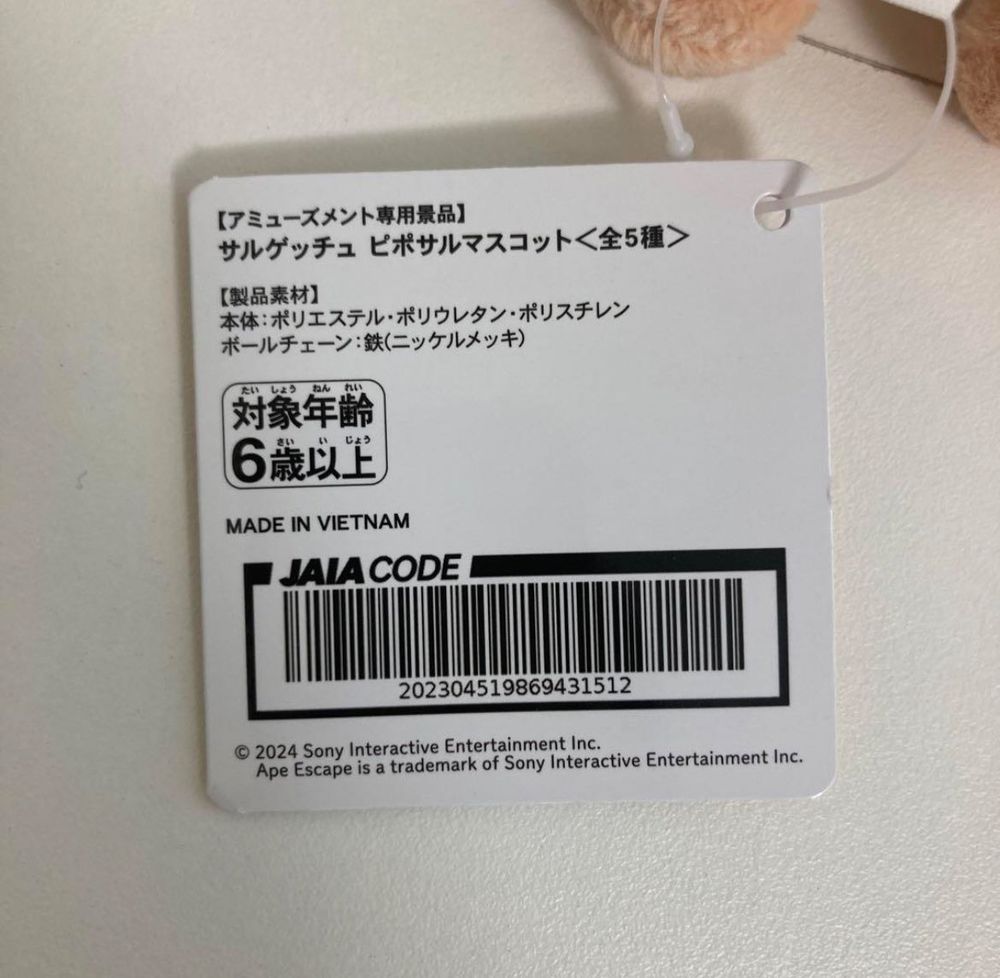 【アミューズメント専用景品】
サルゲッチュ ピポサルマスコット＜全5種＞
【製品素材】
本体：ポリエステル・ポリウレタン・ポリスチレン
ボールチェーン：鉄(ニッケルメッキ)
たい しょう ねん れい
対象年齢
さい い じょう
6歳以上
MADE IN VIETNAM
JAIA CODE
202304519869431512
© 2024 Sony Interactive Entertainment Inc.
Ape Escape is a trademark of Sony Interactive Entertainment Inc.